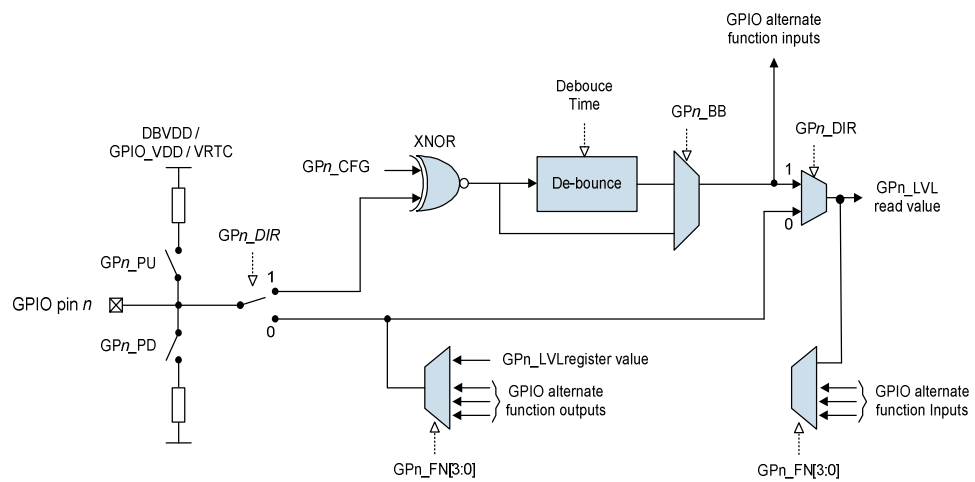 GPIO alternate
function inputs
Debouce
Time
GPn_BB
GPn_DIR
DBVDD /
GPIO_VDD / VRTC
XNOR
GPn_CFG
De-bounce
1
GPn_LVL
read value
0
GPn_DIR
GPn_PU
1
GPIO pin n
0
GPn_PD
GPn_LVLregister value
GPIO alternate
function outputs
GPIO alternate
function Inputs
GPn_FN[3:0]
GPn_FN[3:0]